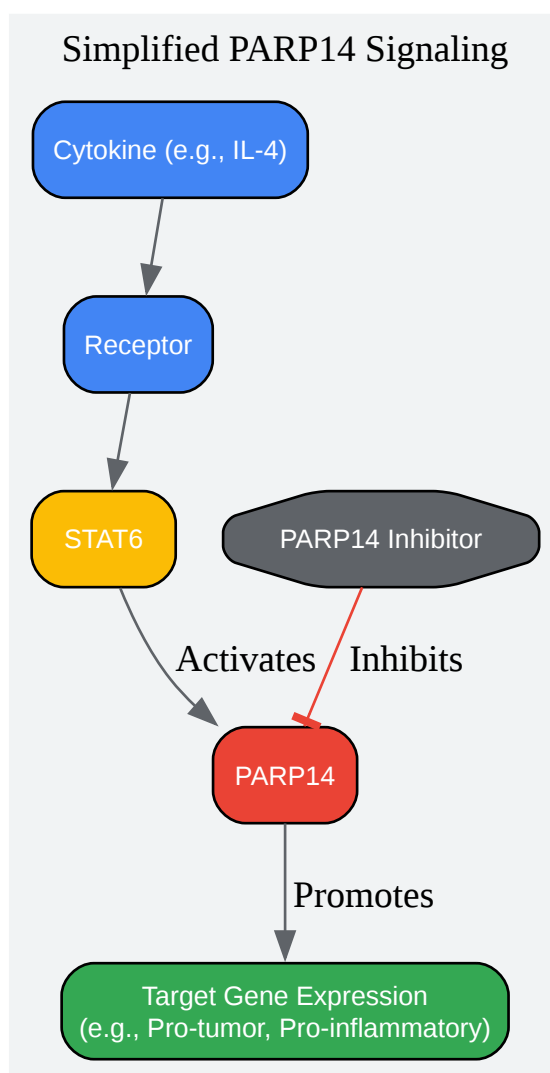 Simplified PARP14 Signaling
Cytokine (e.g., IL-4)
Receptor
STAT6
PARP14 Inhibitor
Activates
Inhibits
PARP14
Promotes
Target Gene Expression
(e.g., Pro-tumor, Pro-inflammatory)